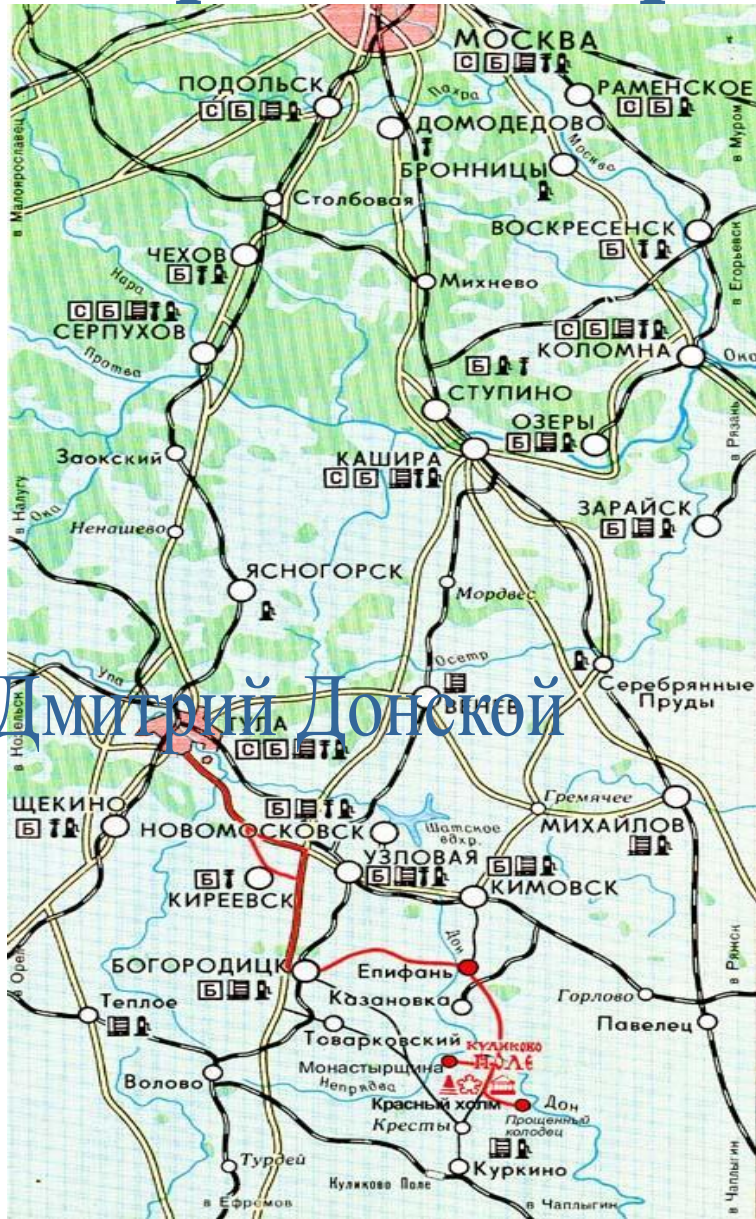 МОСКВА
С Б
ПОДОЛЬСК
С Б
Пахра
РАМЕНСКОЕ
С Б
ДОМОДЕДОВО
БРОННИЦЫ
Москва
в Муром
в Малоярославец
Столбовая
ВОСКРЕСЕНСК
Б
в Егорьевск
ЧЕХОВ
Б
Михнево
Нара
С Б
СЕРПУХОВ
С Б
КОЛОМНА
Ока
Протва
Б
СТУПИНО
ОЗЕРЫ
Б
в Рязань
Заокский
КАШИРА
С Б
в Калугу
Ока
ЗАРАЙСК
Б
Ненашево
ЯСНОГОРСК
Мордвес
Осетр
Упа
Серебрянные
Пруды
Дмитрий Донской
ВЕНЕВ
ТУЛА
С Б
в Козельск
ЩЕКИНО
Б
Б
НОВОМОСКОВСК
Шатское
вдхр.
Гремячее
МИХАЙЛОВ
УЗЛОВАЯ
Б
Б
КИМОВСК
Б
КИРЕЕВСК
Дон
в Орел
БОГОРОДИЦК
Б
Епифань
в Ряжск
Теплое
Казановка
Горлово
Павелец
Товарковский
КУЛИКОВО
ПОЛЕ
Монастырщина
Волово
Непрядва
Красный холм
Дон
Прощенный
колодец
Кресты
Турдей
Куркино
Куликово Поле
в Ефремов
в Чаплыгин
в Чаплыгин